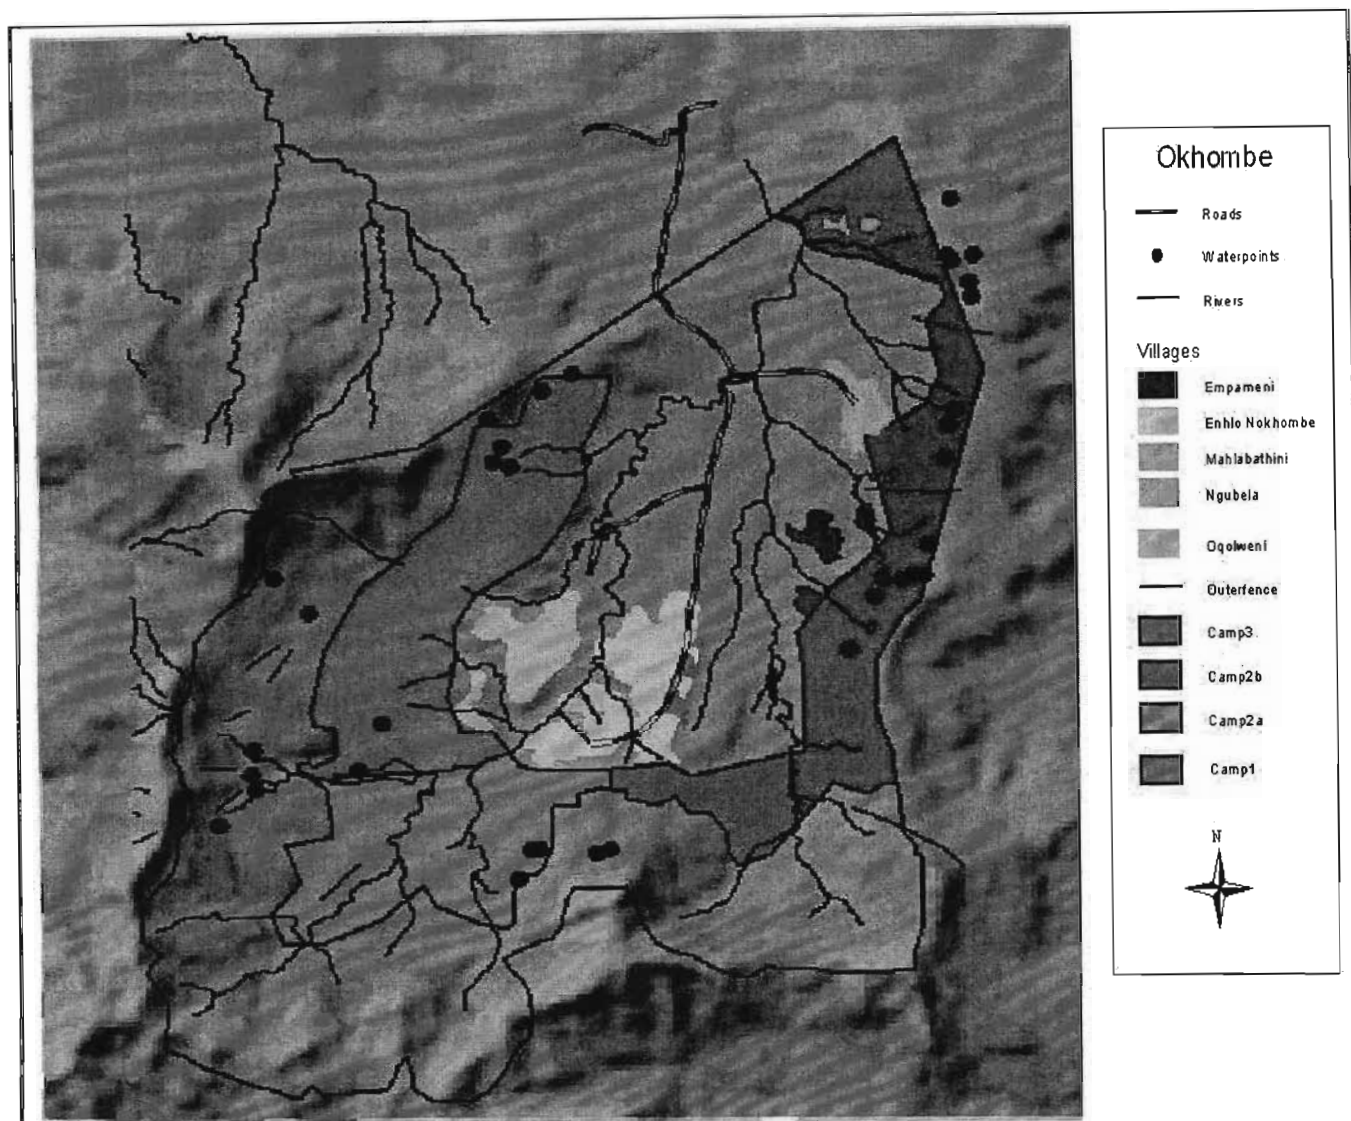 Okhombe
Roads
Waterpoints
Rivers
Villages
Empameni
Enhlo Nokhombe
Mahlabathini
Ngubela
Oqolweni
Outerfence
Camp3
Camp2b
Camp2a
Camp1
N